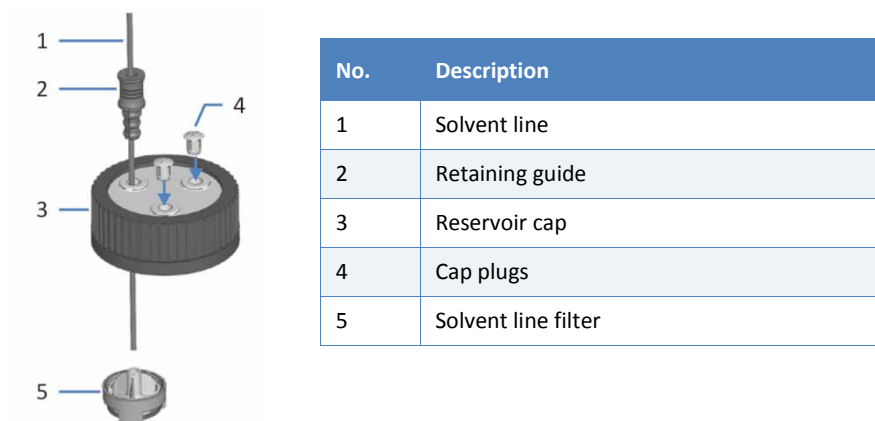 1
2
4
3
5
No. Description
1 Solvent line
2 Retaining guide
3 Reservoir cap
4 Cap plugs
5 Solvent line filter